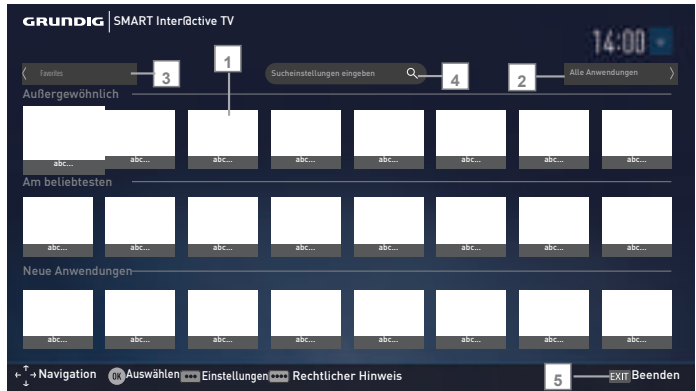 GRUNDIG SMART Inter@ctive TV
14:00
Favorites 3 1 Sucheinstellungen eingeben 4 2 Alle Anwendungen
Außergewöhnlich
abc... abc... abc... abc... abc... abc... abc... abc...
Am beliebtesten
abc... abc... abc... abc... abc... abc... abc... abc...
Neue Anwendungen
abc... abc... abc... abc... abc... abc... abc... abc...
Navigation OK Auswählen Einstellungen Rechtlicher Hinweis 5 EXIT Beenden